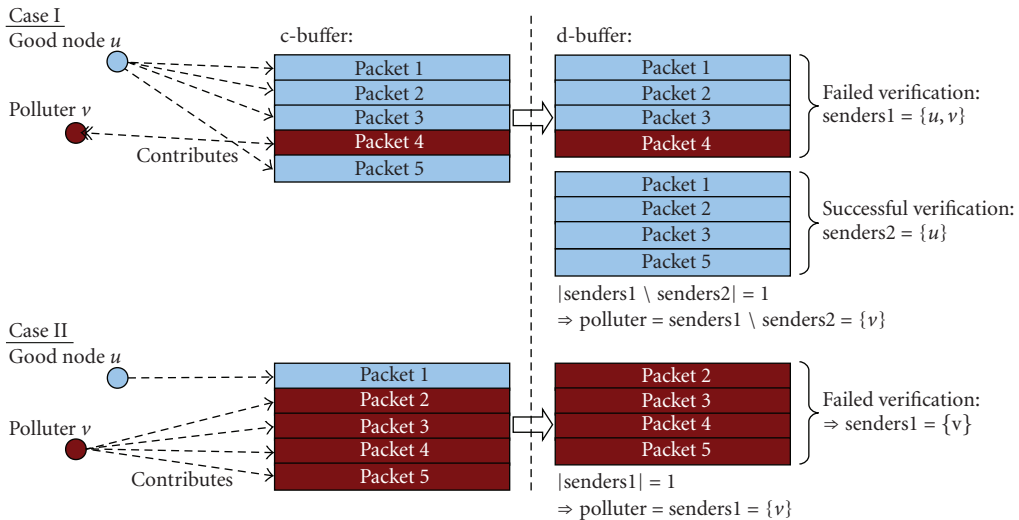 Case I
Good node u
Polluter v
Contributes
c-buffer:
Packet 1
Packet 2
Packet 3
Packet 4
Packet 5
d-buffer:
Packet 1
Packet 2
Packet 3
Packet 4
Failed verification:
senders1 = {u, v}
Packet 1
Packet 2
Packet 3
Packet 5
Successful verification:
senders2 = {u}
|senders1 \ senders2| = 1
⇒ polluter = senders1 \ senders2 = {v}
Case II
Good node u
Polluter v
Contributes
Packet 1
Packet 2
Packet 3
Packet 4
Packet 5
Packet 2
Packet 3
Packet 4
Packet 5
Failed verification:
⇒ senders1 = {v}
|senders1| = 1
⇒ polluter = senders1 = {v}